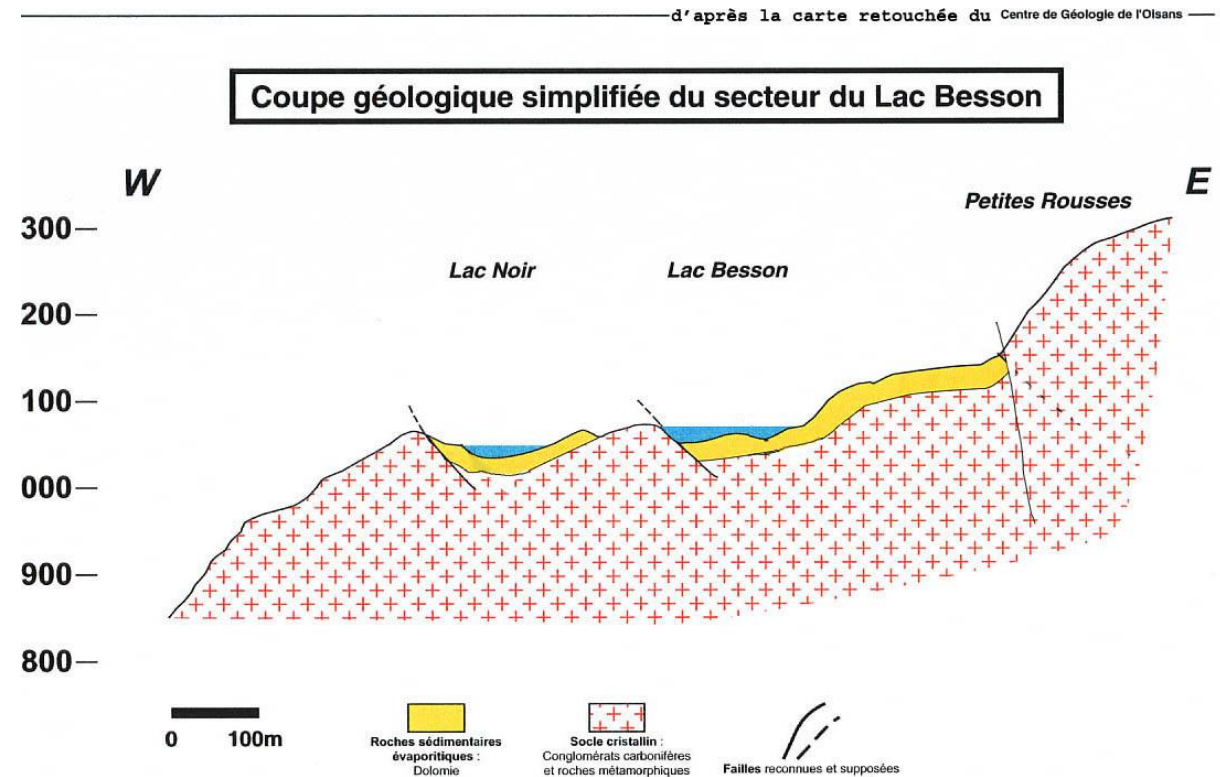 d'après la carte retouchée du Centre de Géologie de l'Oisans
Coupe géologique simplifiée du secteur du Lac Besson
W
E
Petites Rousses
Lac Noir
Lac Besson
300
200
100
000
900
800
0 100m
Roches sédimentaires
évaporitiques :
Dolomie
Socle cristallin :
Conglomérats carbonifères
et roches métamorphiques
Failles reconnues et supposées